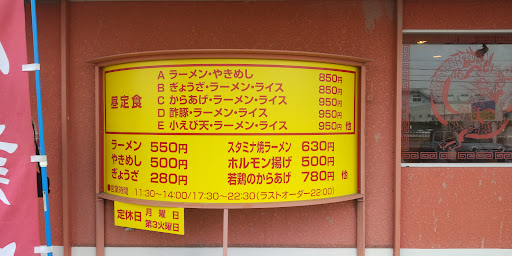 昼定食
A ラーメン・やきめし 850円
B ぎょうざ・ラーメン・ライス 850円
C からあげ・ラーメン・ライス 950円
D 酢豚・ラーメン・ライス 950円
E 小えび天・ラーメン・ライス 950円 他
ラーメン 550円
やきめし 500円
ぎょうざ 280円
スタミナ焼ラーメン 630円
ホルモン揚げ 500円
若鶏のからあげ 780円 他
●営業時間 11:30~14:00/17:30~22:30(ラストオーダー22:00)
定休日 月曜日
第3火曜日